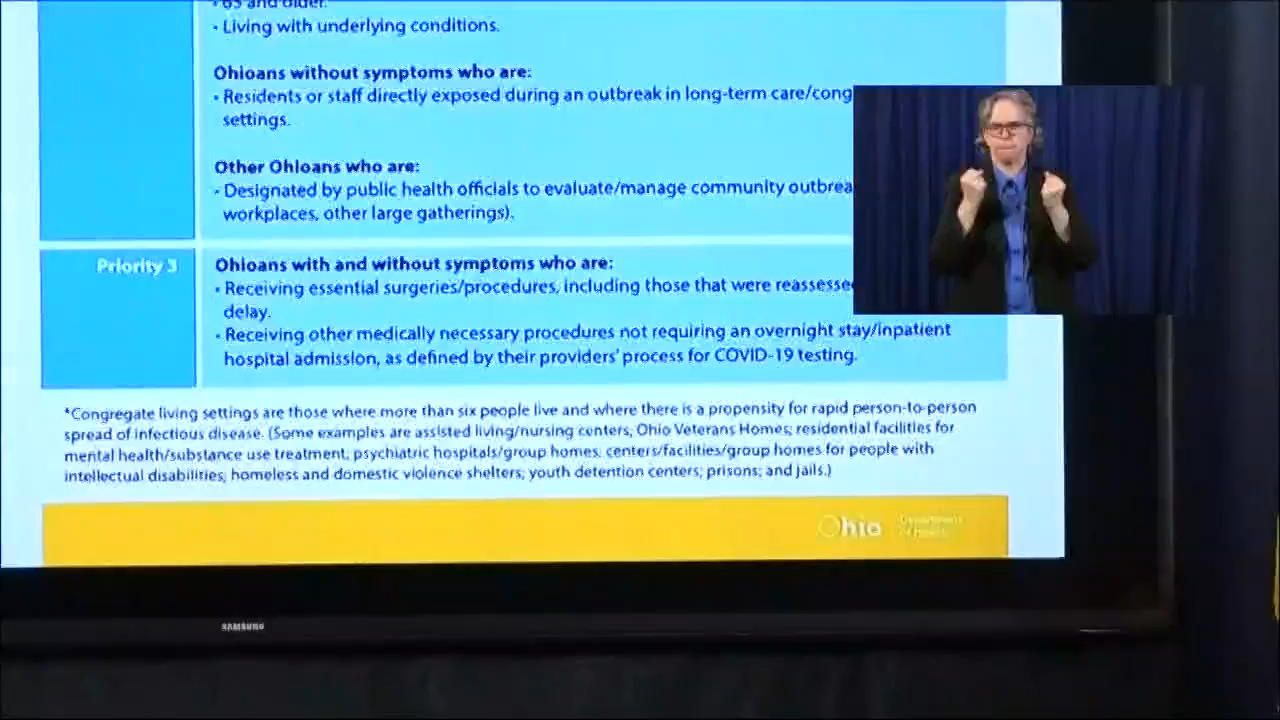 • 65 and older.
• Living with underlying conditions.
Ohioans without symptoms who are:
• Residents or staff directly exposed during an outbreak in long-term care/cong
settings.
Other Ohioans who are:
• Designated by public health officials to evaluate/manage community outbrea
workplaces, other large gatherings).
Priority 3
Ohioans with and without symptoms who are:
• Receiving essential surgeries/procedures, including those that were reassesse
delay.
• Receiving other medically necessary procedures not requiring an overnight stay/inpatient
hospital admission, as defined by their providers' process for COVID-19 testing.
*Congregate living settings are those where more than six people live and where there is a propensity for rapid person-to-person
spread of infectious disease. (Some examples are assisted living/nursing centers; Ohio Veterans Homes; residential facilities for
mental health/substance use treatment; psychiatric hospitals/group homes; centers/facilities/group homes for people with
intellectual disabilities; homeless and domestic violence shelters; youth detention centers; prisons; and jails.)
Ohio Department
of Health
SAMSUNG